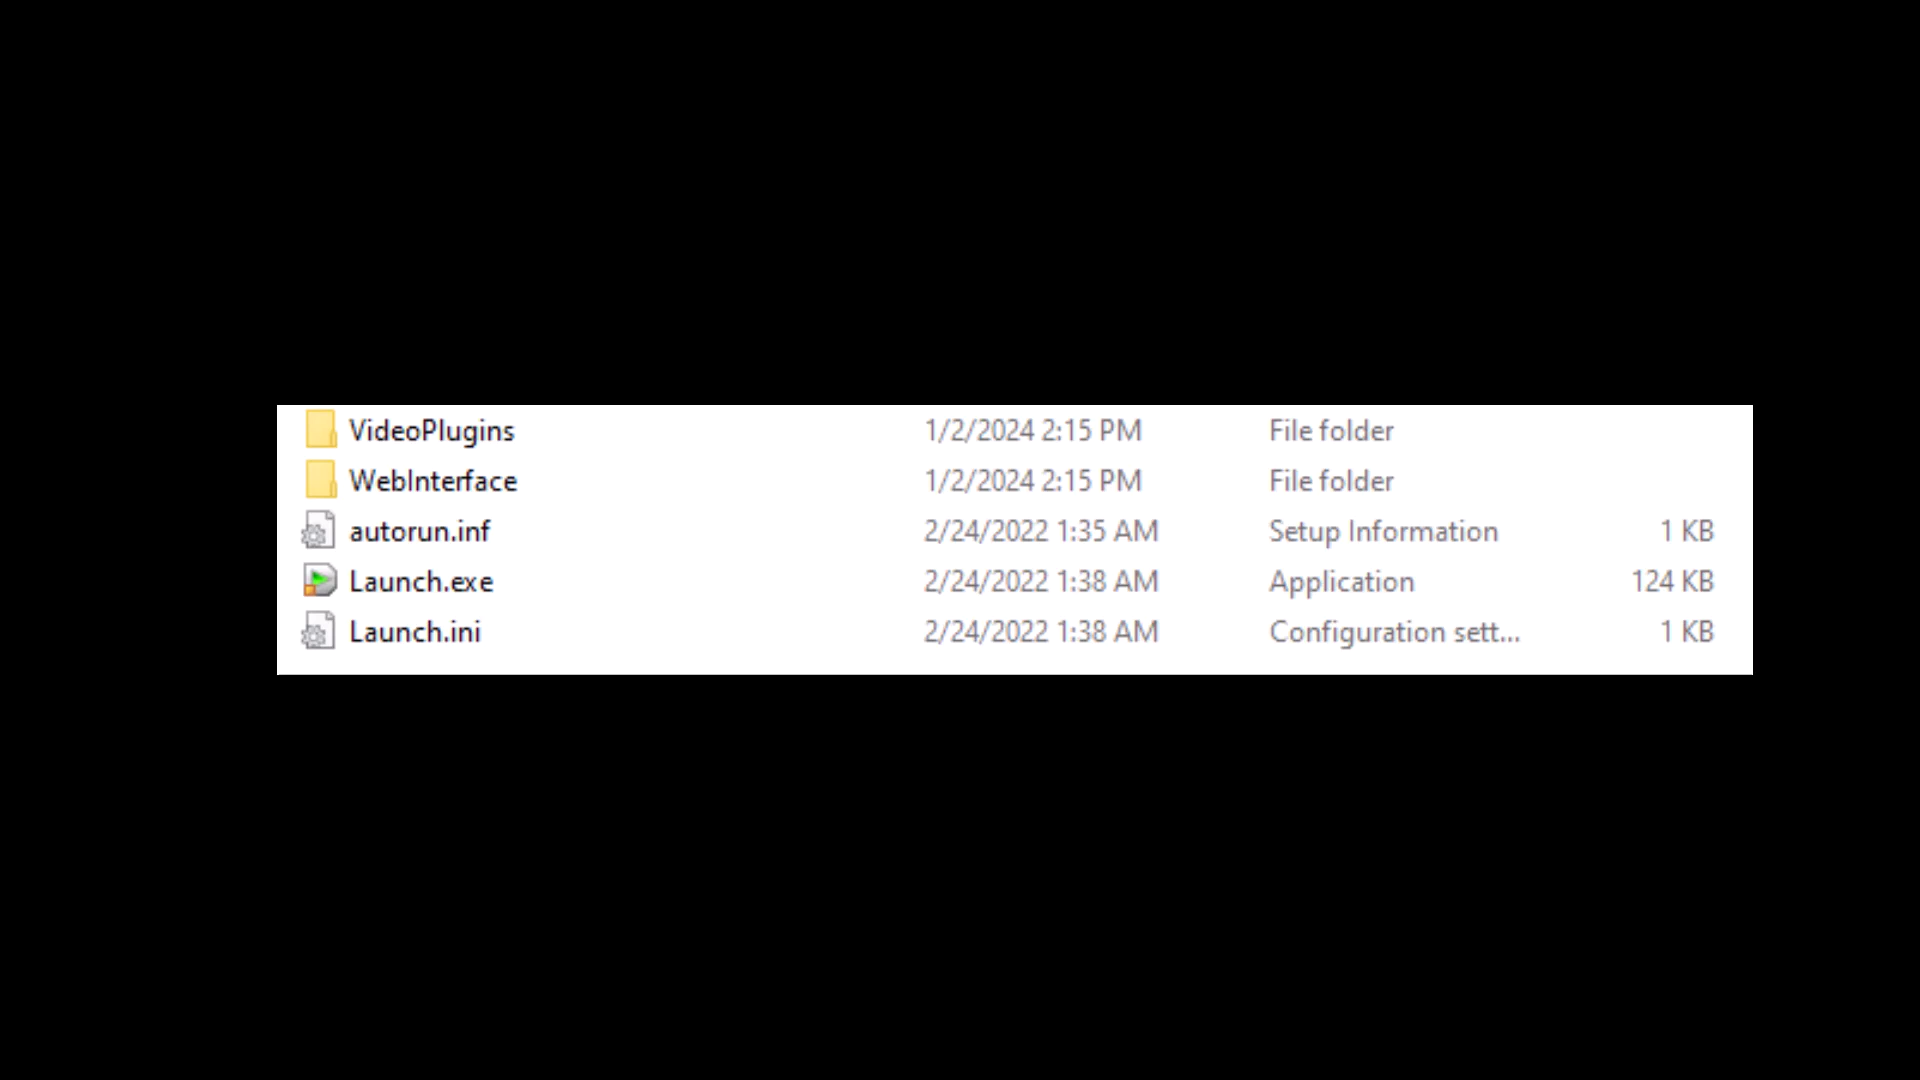 VideoPlugins 1/2/2024 2:15 PM File folder
WebInterface 1/2/2024 2:15 PM File folder
autorun.inf 2/24/2022 1:35 AM Setup Information 1 KB
Launch.exe 2/24/2022 1:38 AM Application 124 KB
Launch.ini 2/24/2022 1:38 AM Configuration sett... 1 KB